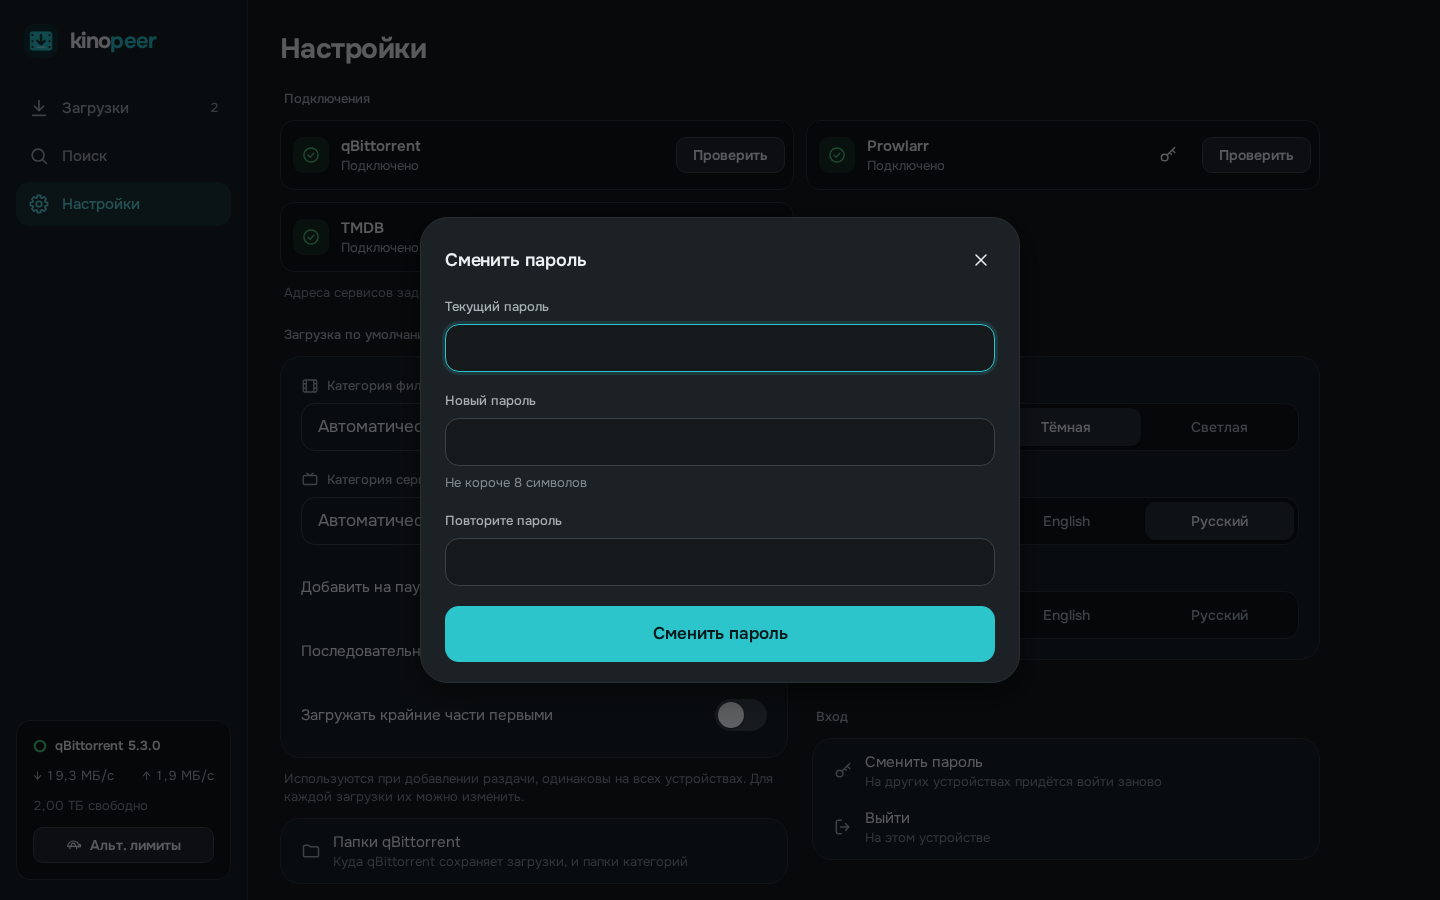 kinopeer
Загрузки 2
Поиск
Настройки
qBittorrent 5.3.0
↓ 19,3 МБ/с ↑ 1,9 МБ/с
2,00 ТБ свободно
Альт. лимиты
Настройки
Подключения
qBittorrent
Подключено
Проверить
Prowlarr
Подключено
Проверить
TMDB
Подключено
Адреса сервисов зад
Загрузка по умолчан
Категория фил
Автоматичес
Категория сер
Автоматичес
Добавить на пау
Последовательн
Загружать крайние части первыми
Используются при добавлении раздачи, одинаковы на всех устройствах. Для
каждой загрузки их можно изменить.
Папки qBittorrent
Куда qBittorrent сохраняет загрузки, и папки категорий
Сменить пароль
Текущий пароль
Новый пароль
Не короче 8 символов
Повторите пароль
Сменить пароль
Тёмная Светлая
English Русский
English Русский
Вход
Сменить пароль
На других устройствах придётся войти заново
Выйти
На этом устройстве